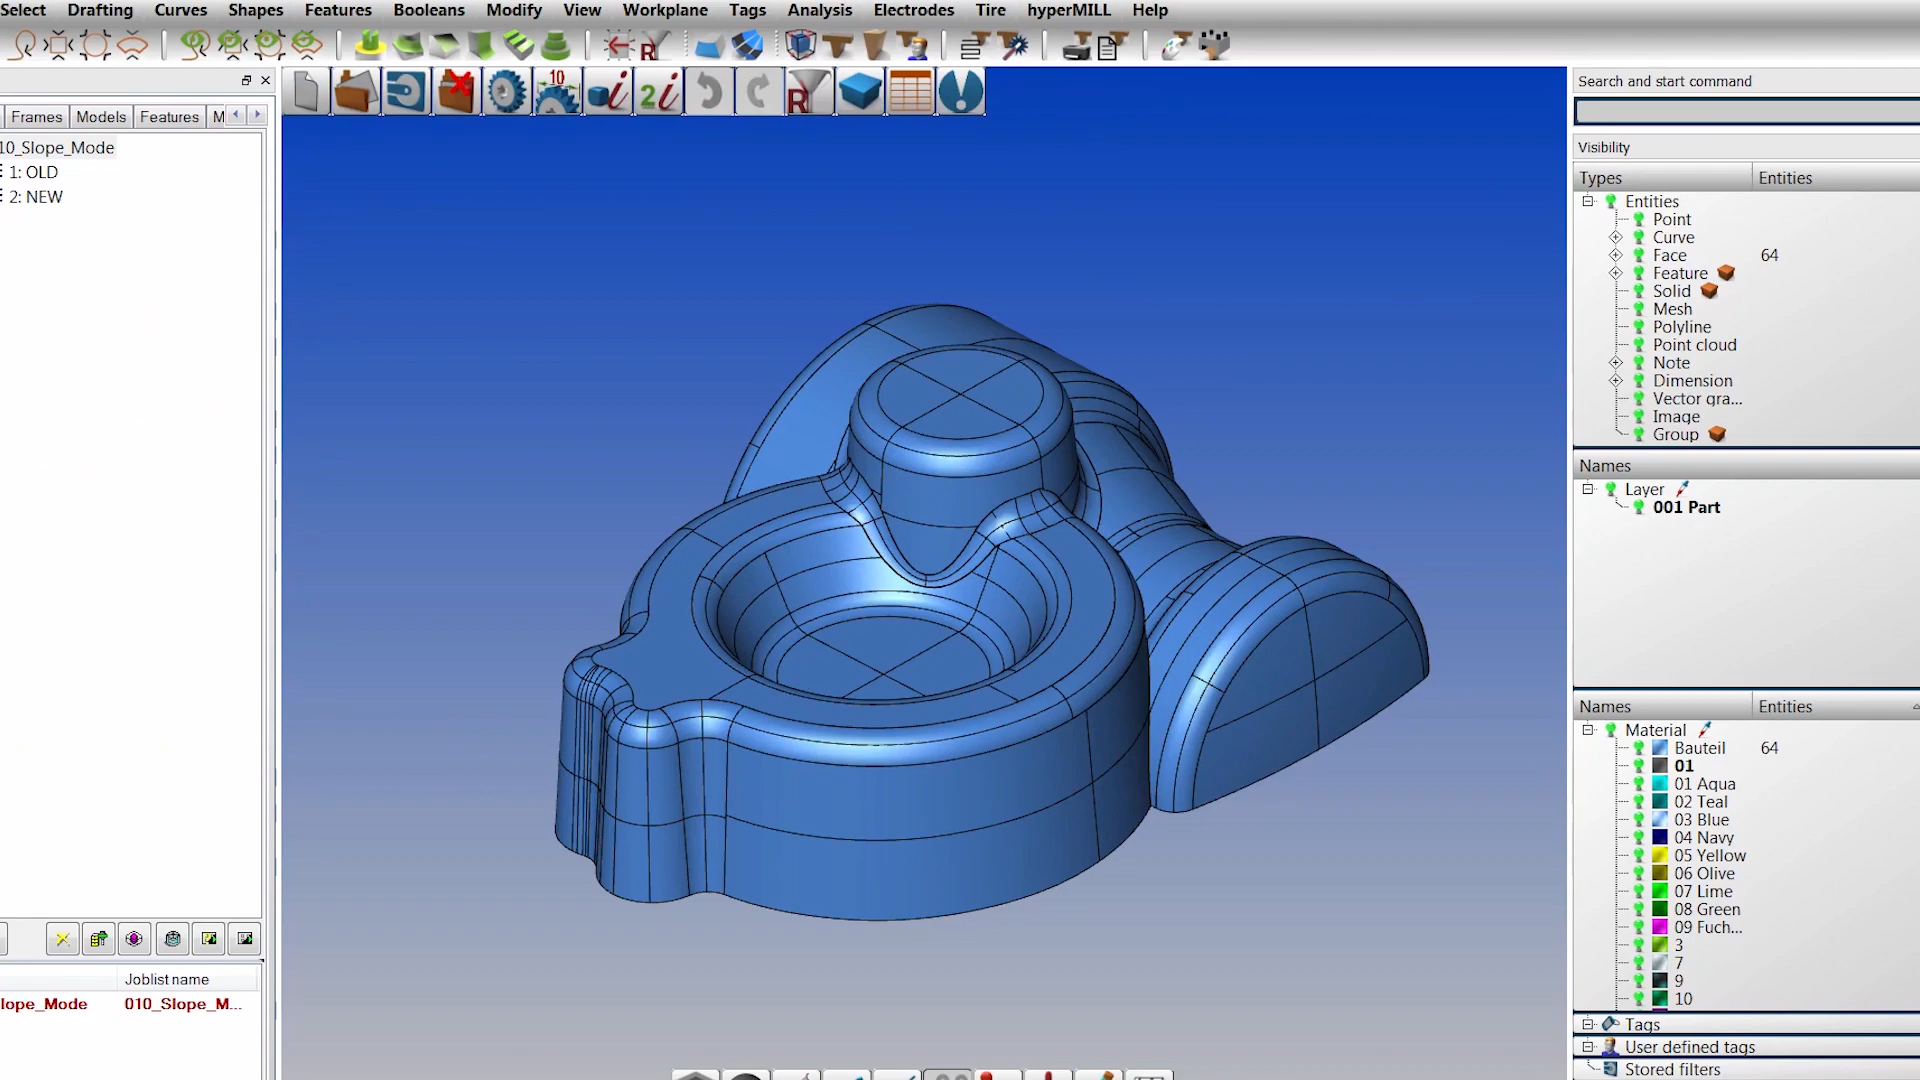 Select Drafting Curves Shapes Features Booleans Modify View Workplane Tags Analysis Electrodes Tire hyperMILL Help
R
10
i
2i
R
Frames Models Features M
10_Slope_Mode
1: OLD
2: NEW
Joblist name
lope_Mode 010_Slope_M...
Search and start command
Visibility
Types Entities
Entities
Point
Curve
Face 64
Feature
Solid
Mesh
Polyline
Point cloud
Note
Dimension
Vector gra...
Image
Group
Names
Layer
001 Part
Names Entities
Material
Bauteil 64
01
01 Aqua
02 Teal
03 Blue
04 Navy
05 Yellow
06 Olive
07 Lime
08 Green
09 Fuch...
3
7
9
10
Tags
User defined tags
Stored filters